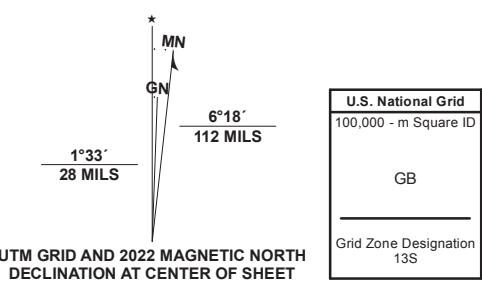 ★
MN
GN
6°18´
112 MILS
1°33´
28 MILS
UTM GRID AND 2022 MAGNETIC NORTH
DECLINATION AT CENTER OF SHEET
U.S. National Grid
100,000 - m Square ID
GB
Grid Zone Designation
13S